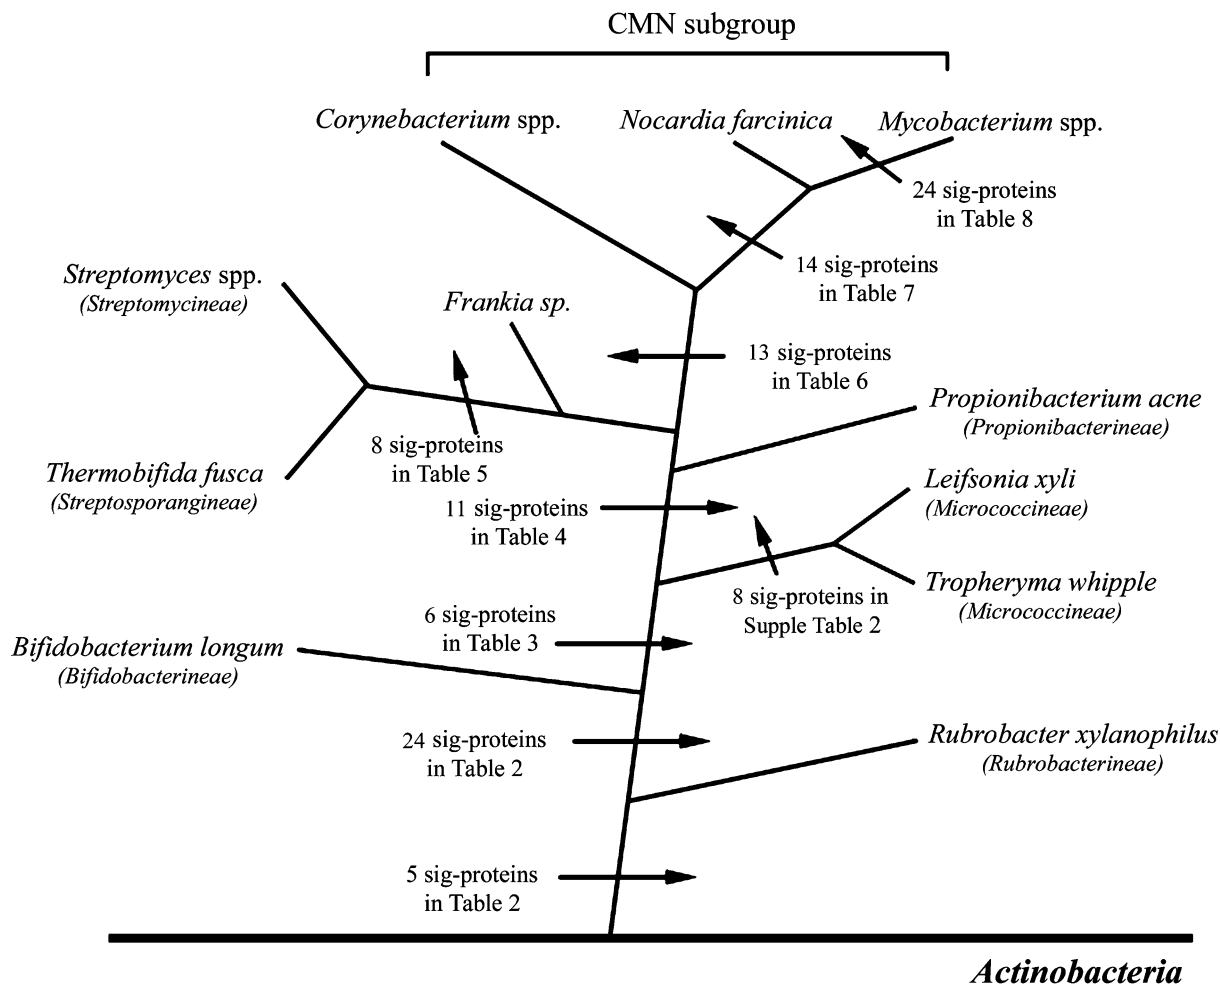 CMN subgroup
Corynebacterium spp.
Nocardia farcinica
Mycobacterium spp.
24 sig-proteins
in Table 8
14 sig-proteins
in Table 7
Streptomyces spp.
(Streptomycineae)
Frankia sp.
13 sig-proteins
in Table 6
Propionibacterium acne
(Propionibacterineae)
8 sig-proteins
in Table 5
Thermobifida fusca
(Streptosporangineae)
Leifsonia xyli
(Micrococcineae)
11 sig-proteins
in Table 4
Tropheryma whipple
(Micrococcineae)
8 sig-proteins in
Supple Table 2
6 sig-proteins
in Table 3
Bifidobacterium longum
(Bifidobacterineae)
24 sig-proteins
in Table 2
Rubrobacter xylanophilus
(Rubrobacterineae)
5 sig-proteins
in Table 2
Actinobacteria